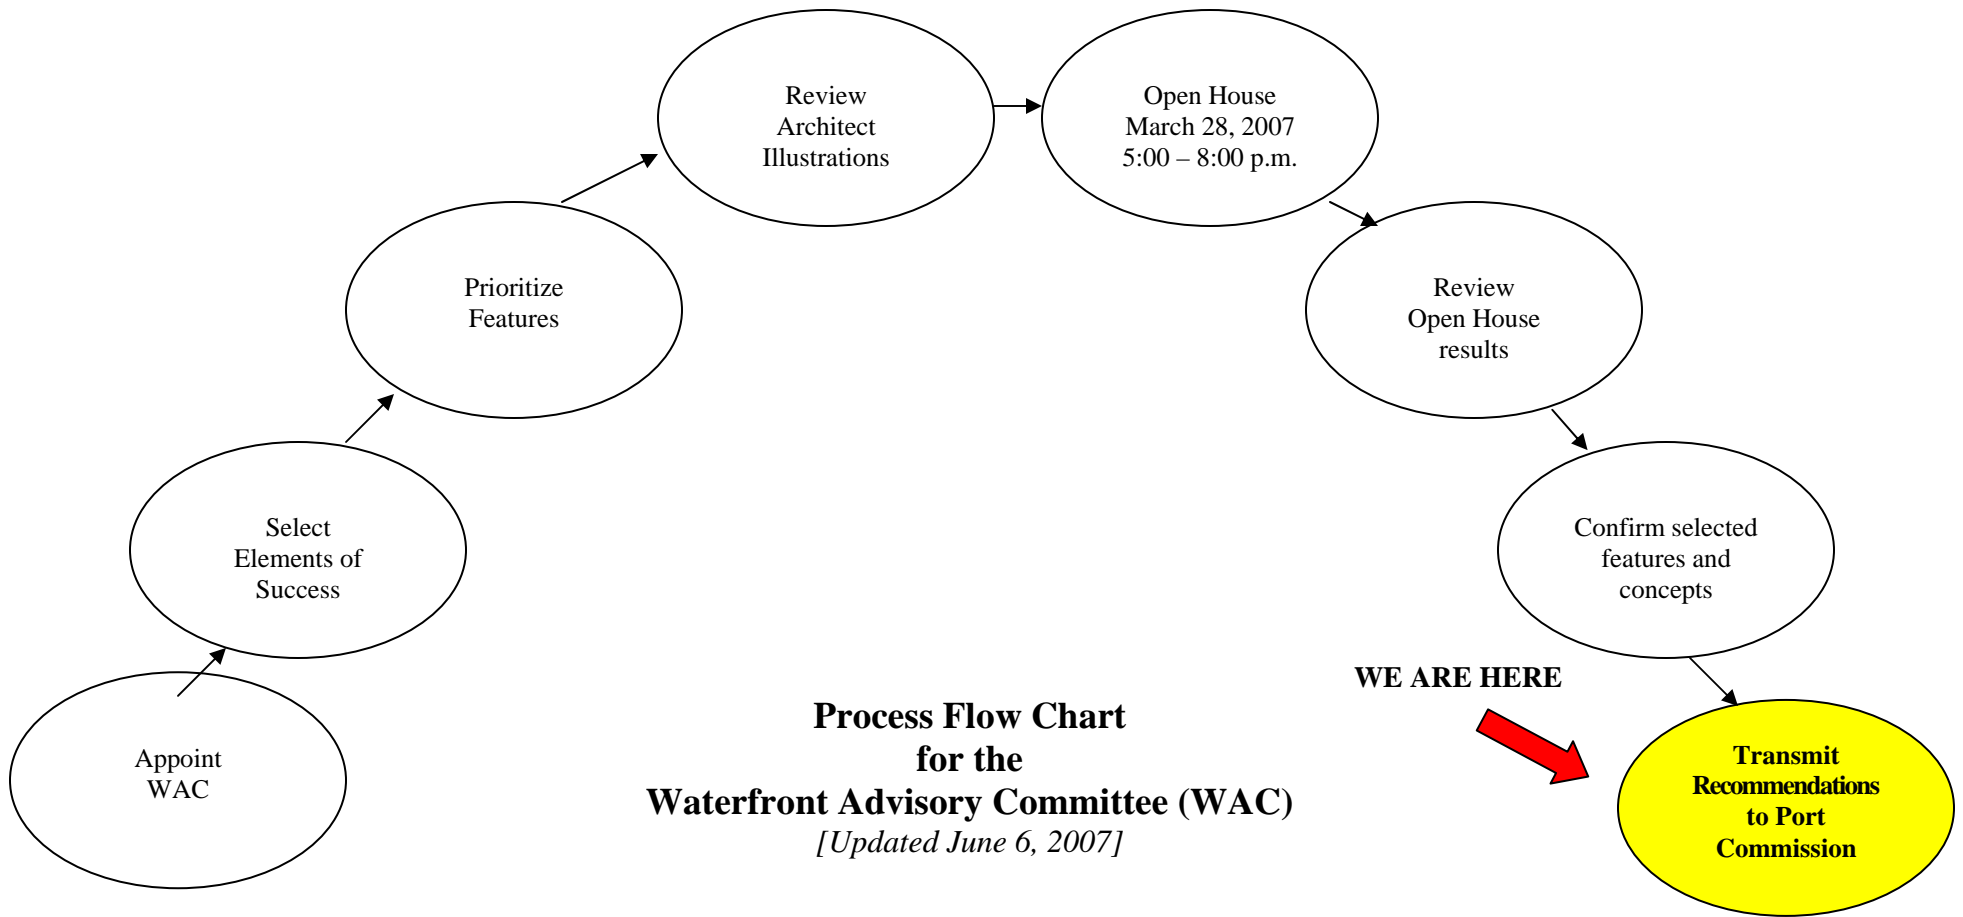 Appoint
WAC
Select
Elements of
Success
Prioritize
Features
Review
Architect
Illustrations
Open House
March 28, 2007
5:00 – 8:00 p.m.
Review
Open House
results
Confirm selected
features and
concepts
WE ARE HERE
Transmit
Recommendations
to Port
Commission
Process Flow Chart
for the
Waterfront Advisory Committee (WAC)
[Updated June 6, 2007]